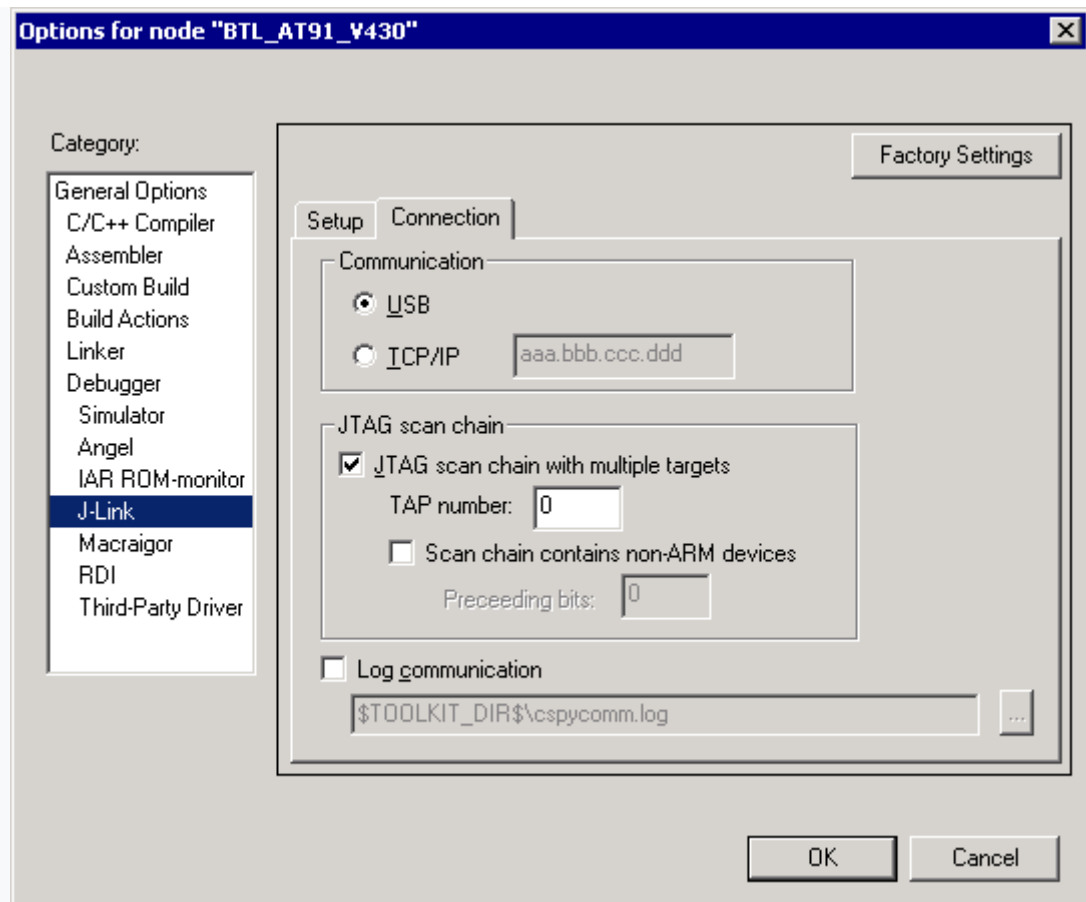 Options for node "BTL_AT91_V430"
Category:
General Options
C/C++ Compiler
Assembler
Custom Build
Build Actions
Linker
Debugger
Simulator
Angel
IAR ROM-monitor
J-Link
Macraigor
RDI
Third-Party Driver
Factory Settings
Setup Connection
Communication
USB
TCP/IP aaa.bbb.ccc.ddd
JTAG scan chain
JTAG scan chain with multiple targets
TAP number: 0
Scan chain contains non-ARM devices
Preceeding bits: 0
Log communication
$TOOLKIT_DIR$\cspycomm.log ...
OK Cancel